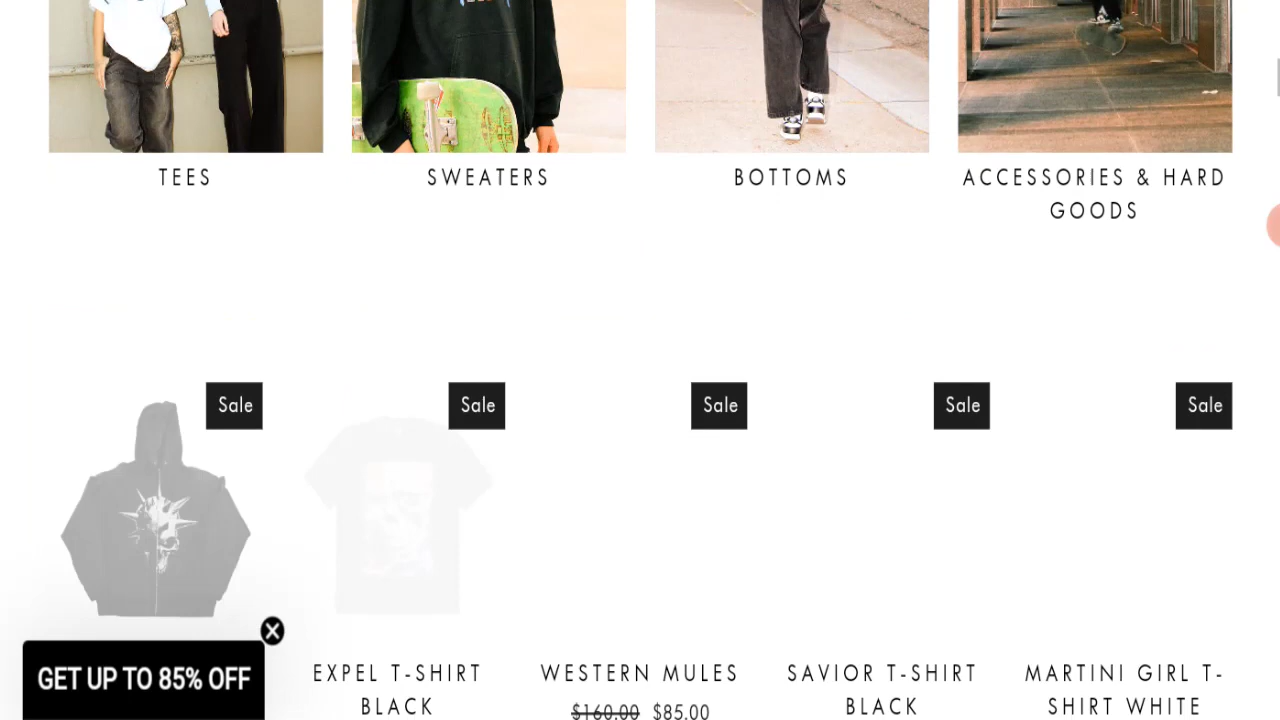 TEES
SWEATERS
BOTTOMS
ACCESSORIES & HARD
GOODS
Sale
Sale
Sale
Sale
Sale
GET UP TO 85% OFF
EXPEL T-SHIRT
BLACK
WESTERN MULES
$160.00 $85.00
SAVIOR T-SHIRT
BLACK
MARTINI GIRL T-
SHIRT WHITE